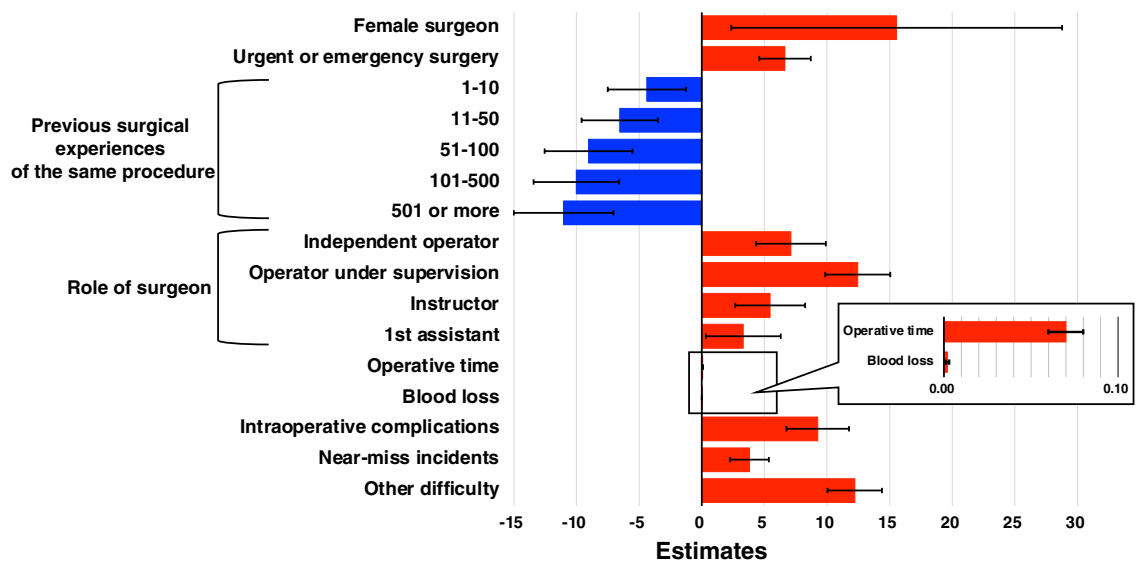 Female surgeon
Urgent or emergency surgery
Previous surgical
experiences
of the same procedure
1-10
11-50
51-100
101-500
501 or more
Role of surgeon
Independent operator
Operator under supervision
Instructor
1st assistant
Operative time
Blood loss
Operative time
Blood loss
0.00 0.10
Intraoperative complications
Near-miss incidents
Other difficulty
-15 -10 -5 0 5 10 15 20 25 30
Estimates